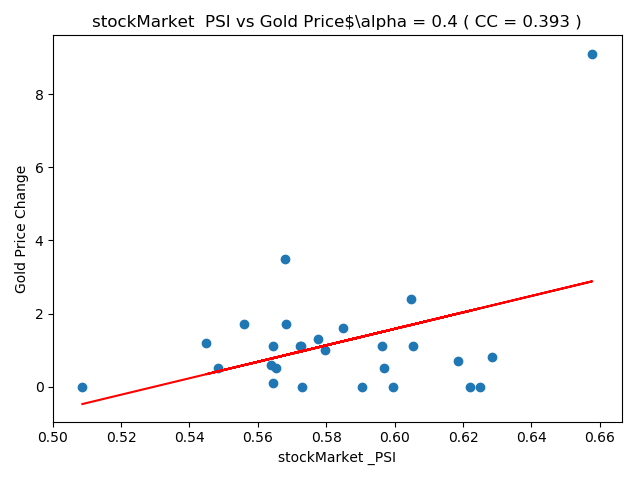 stockMarket  PSI vs Gold Price$\alpha = 0.4 ( CC = 0.393 )
8
6
4
2
0
Gold Price Change
0.50 0.52 0.54 0.56 0.58 0.60 0.62 0.64 0.66
stockMarket _PSI